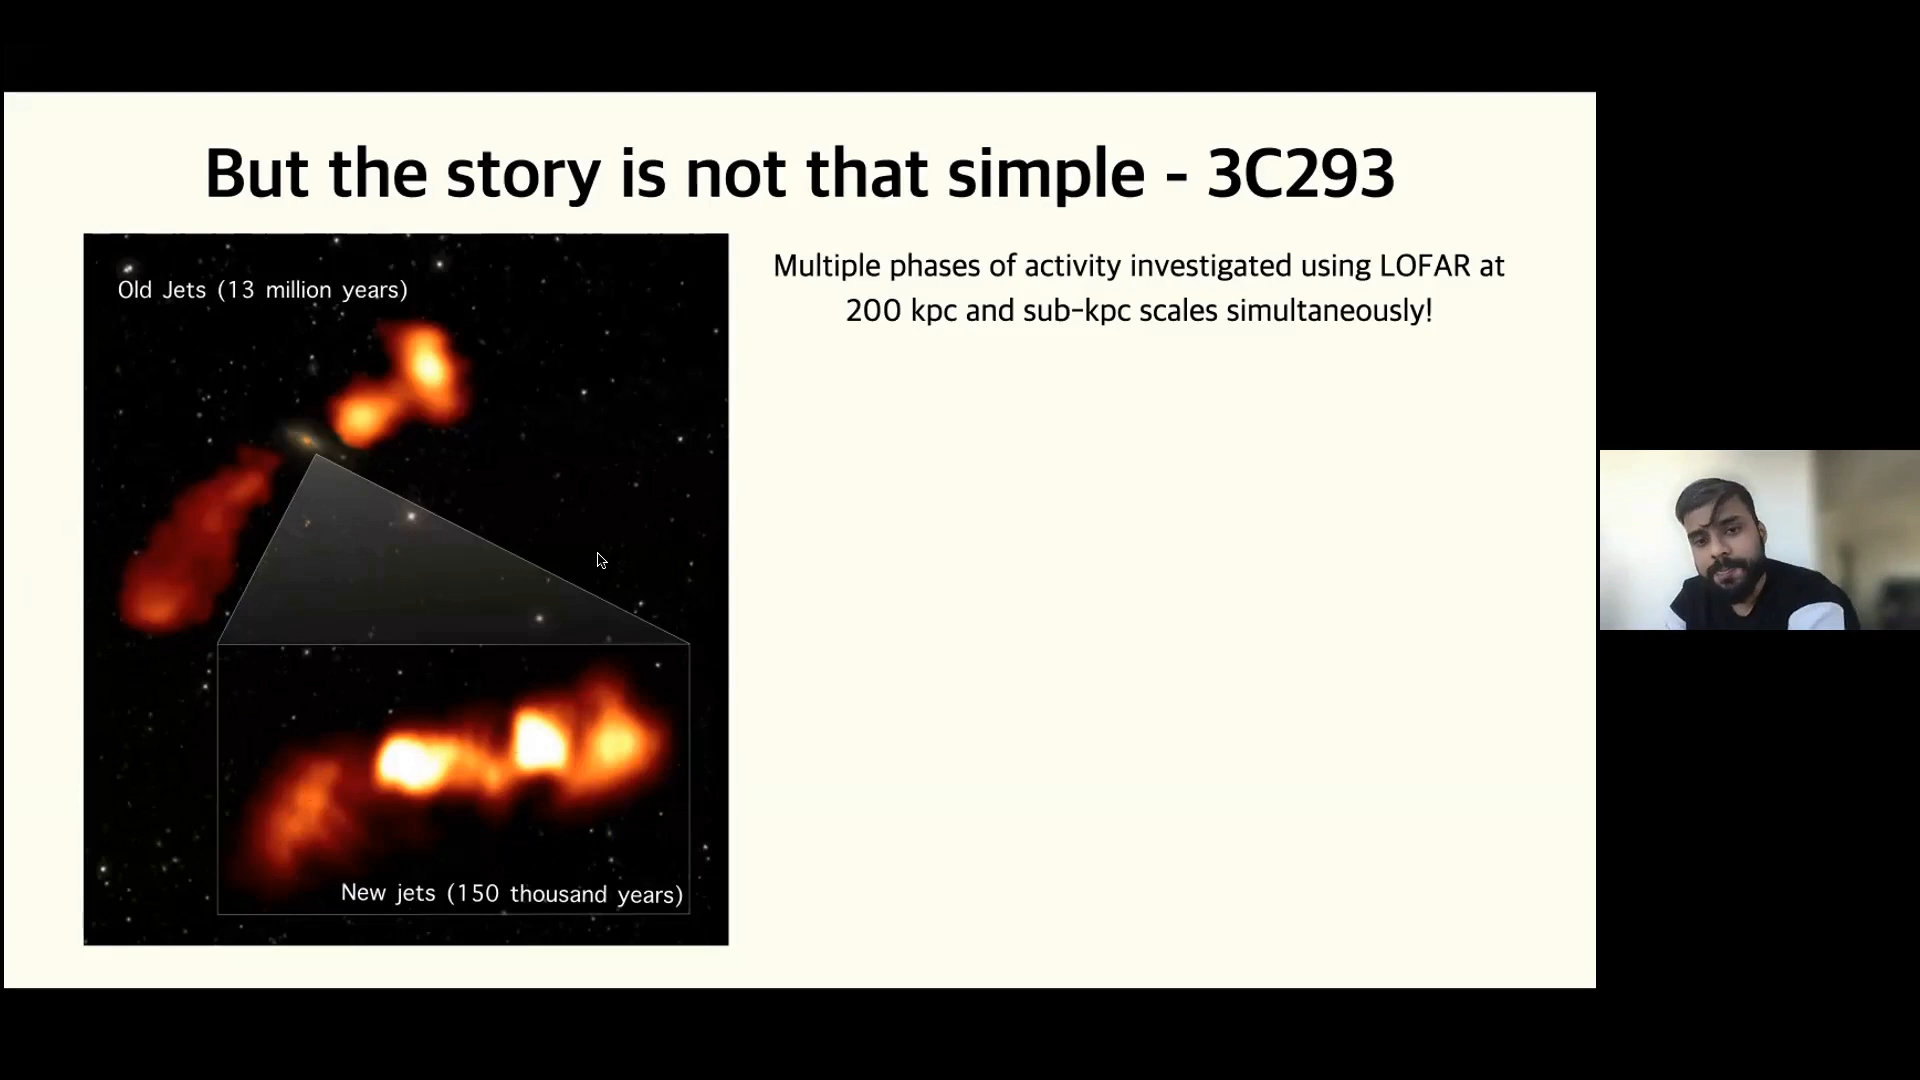 But the story is not that simple - 3C293
Old Jets (13 million years)
Multiple phases of activity investigated using LOFAR at
200 kpc and sub-kpc scales simultaneously!
New jets (150 thousand years)